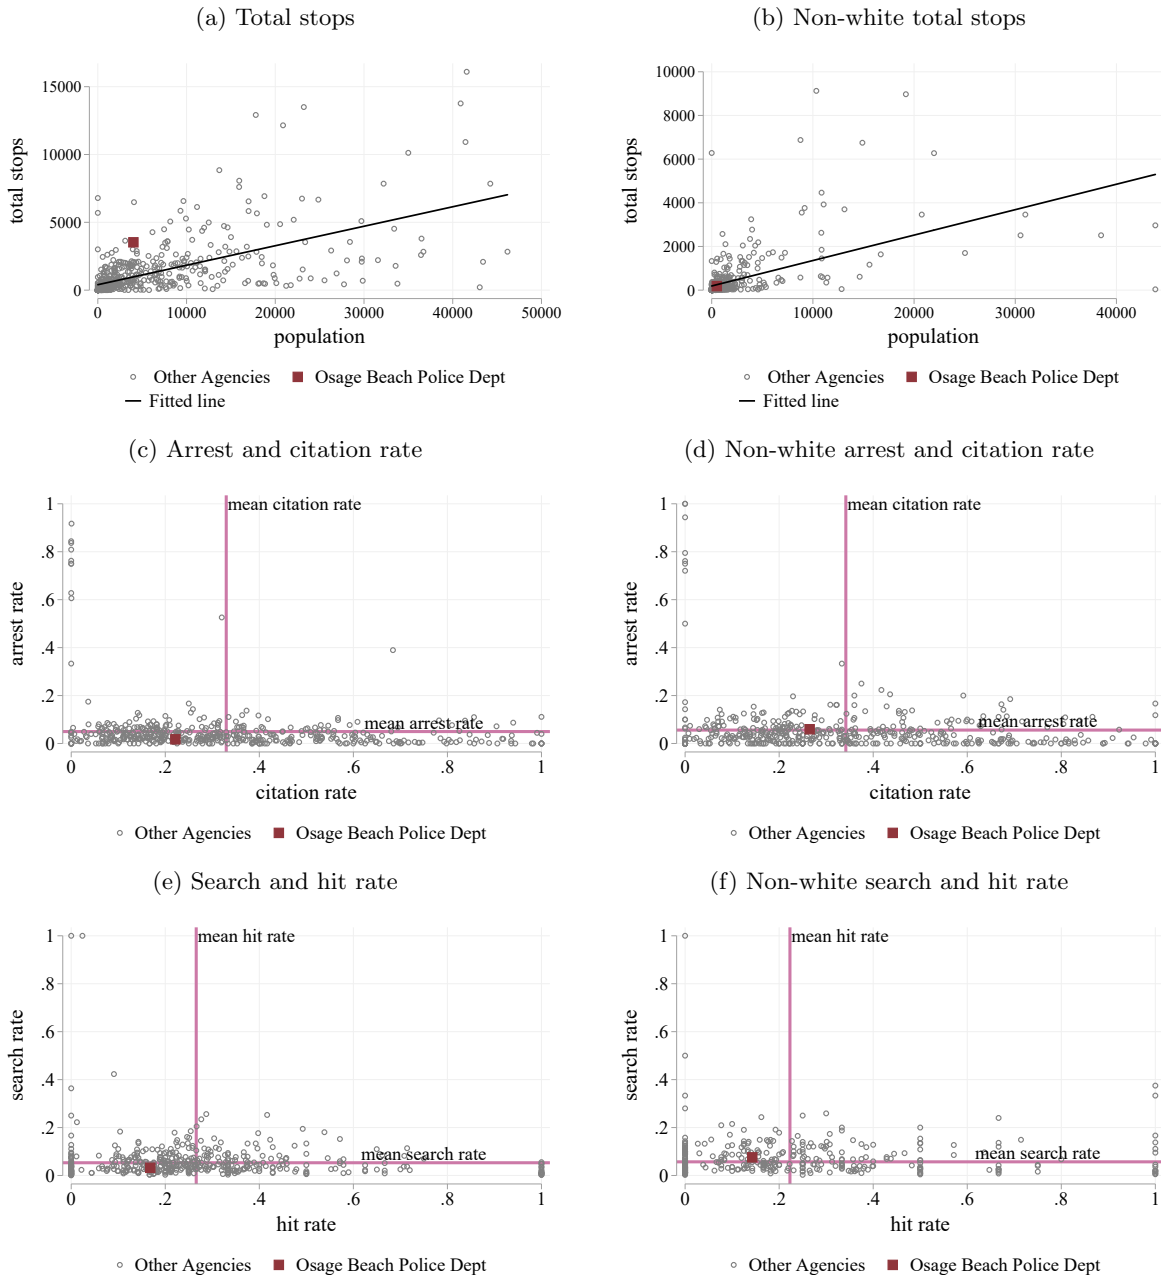 (a) Total stops
(b) Non-white total stops
total stops
15000
10000
5000
0
0 10000 20000 30000 40000 50000
population
Other Agencies Osage Beach Police Dept
Fitted line
total stops
10000
8000
6000
4000
2000
0
0 10000 20000 30000 40000
population
Other Agencies Osage Beach Police Dept
Fitted line
(c) Arrest and citation rate
(d) Non-white arrest and citation rate
arrest rate
1
.8
.6
.4
.2
0
mean citation rate
mean arrest rate
0 .2 .4 .6 .8 1
citation rate
Other Agencies Osage Beach Police Dept
arrest rate
1
.8
.6
.4
.2
0
mean citation rate
mean arrest rate
0 .2 .4 .6 .8 1
citation rate
Other Agencies Osage Beach Police Dept
(e) Search and hit rate
(f) Non-white search and hit rate
search rate
1
.8
.6
.4
.2
0
mean hit rate
mean search rate
0 .2 .4 .6 .8 1
hit rate
Other Agencies Osage Beach Police Dept
search rate
1
.8
.6
.4
.2
0
mean hit rate
mean search rate
0 .2 .4 .6 .8 1
hit rate
Other Agencies Osage Beach Police Dept